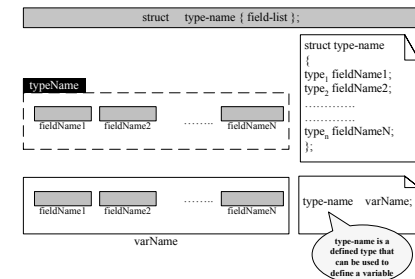 struct type-name { field-list };
struct type-name
{
type1 fieldName1;
type2 fieldName2;
............
............
typen fieldNameN;
};
typeName
fieldName1 fieldName2 ........ fieldNameN
fieldName1 fieldName2 ........ fieldNameN
varName
type-name varName;
type-name is a
defined type that
can be used to
define a variable